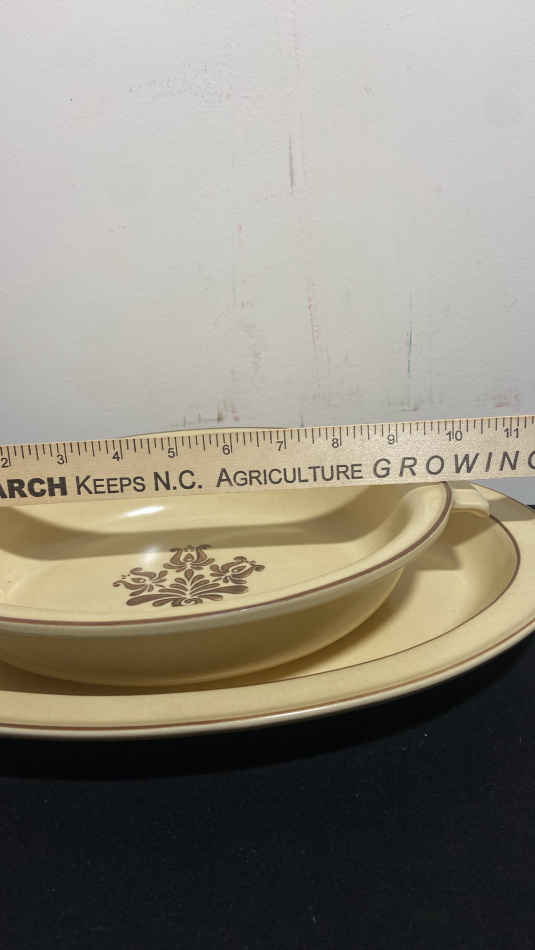 2 3 4 5 6 7 8 9 10 11
ARCH KEEPS N.C. AGRICULTURE GROWING